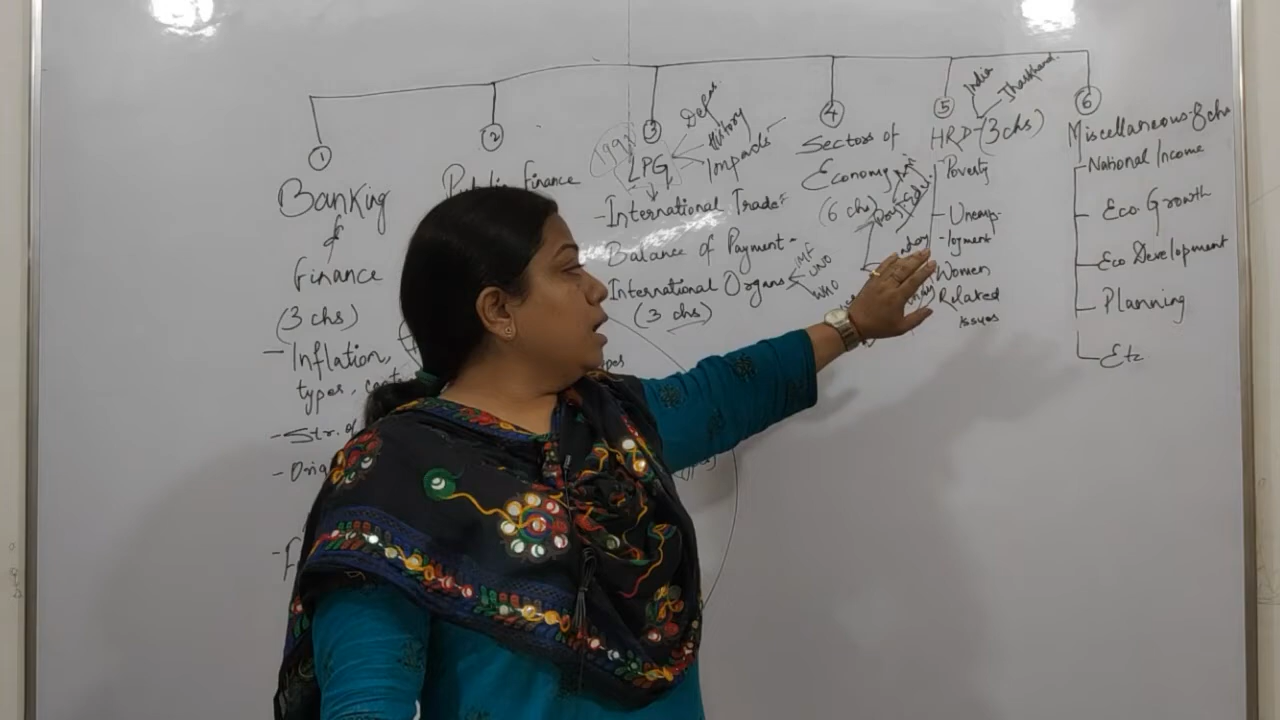 ①
Banking
&
Finance
(3 chs)
- Inflation,
types,
- Str. of
②
Public Finance
③
1991
LPG
Defn.
History
Impacts
- International Trade
Balance of Payment -
International Organs
IMF
UNO
WHO
(3 chs)
④
Sectors of
Economy
(6 chs)
⑤
India
Jharkhand
HRD-(3 chs)
- Poverty
- Unemp-
-loyment
Women
Related
Issues
⑥
Miscellaneous-8 chs
- National Income
- Eco. Growth
- Eco Development
- Planning
- Etc